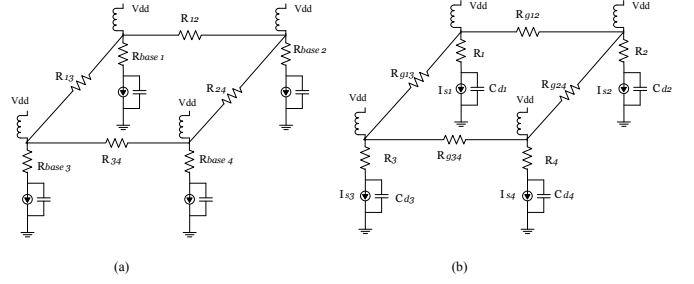 Vdd
R12
Vdd
Rbase 1
Rbase 2
R13
R24
Vdd
Vdd
R34
Rbase 3
Rbase 4
(a)
Vdd
Rg12
Vdd
R1
R2
Rg13
Is1
Cd1
Rg24
Is2
Cd2
Vdd
Vdd
Rg34
R3
R4
Is3
Cd3
Is4
Cd4
(b)